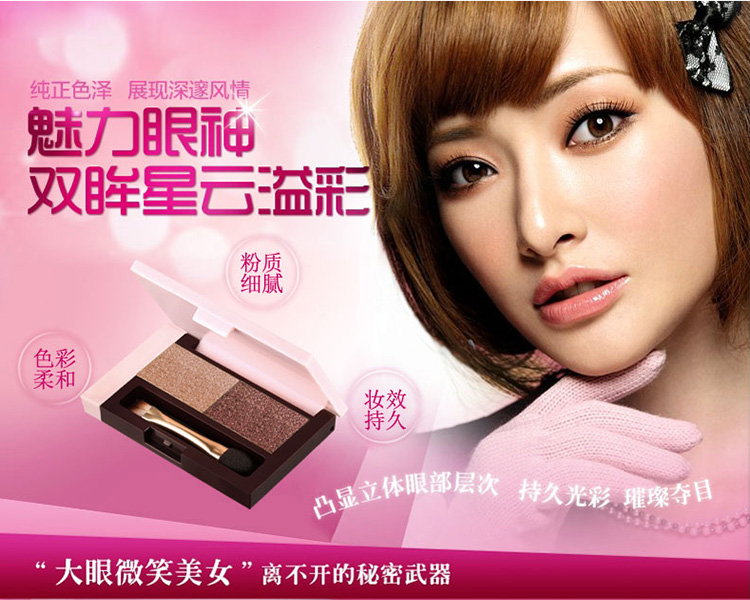 纯正色泽 展现深邃风情
魅力眼神
双眸星云溢彩
粉质
细腻
色彩
柔和
妆效
持久
凸显立体眼部层次 持久光彩 璀璨夺目
“大眼微笑美女”离不开的秘密武器